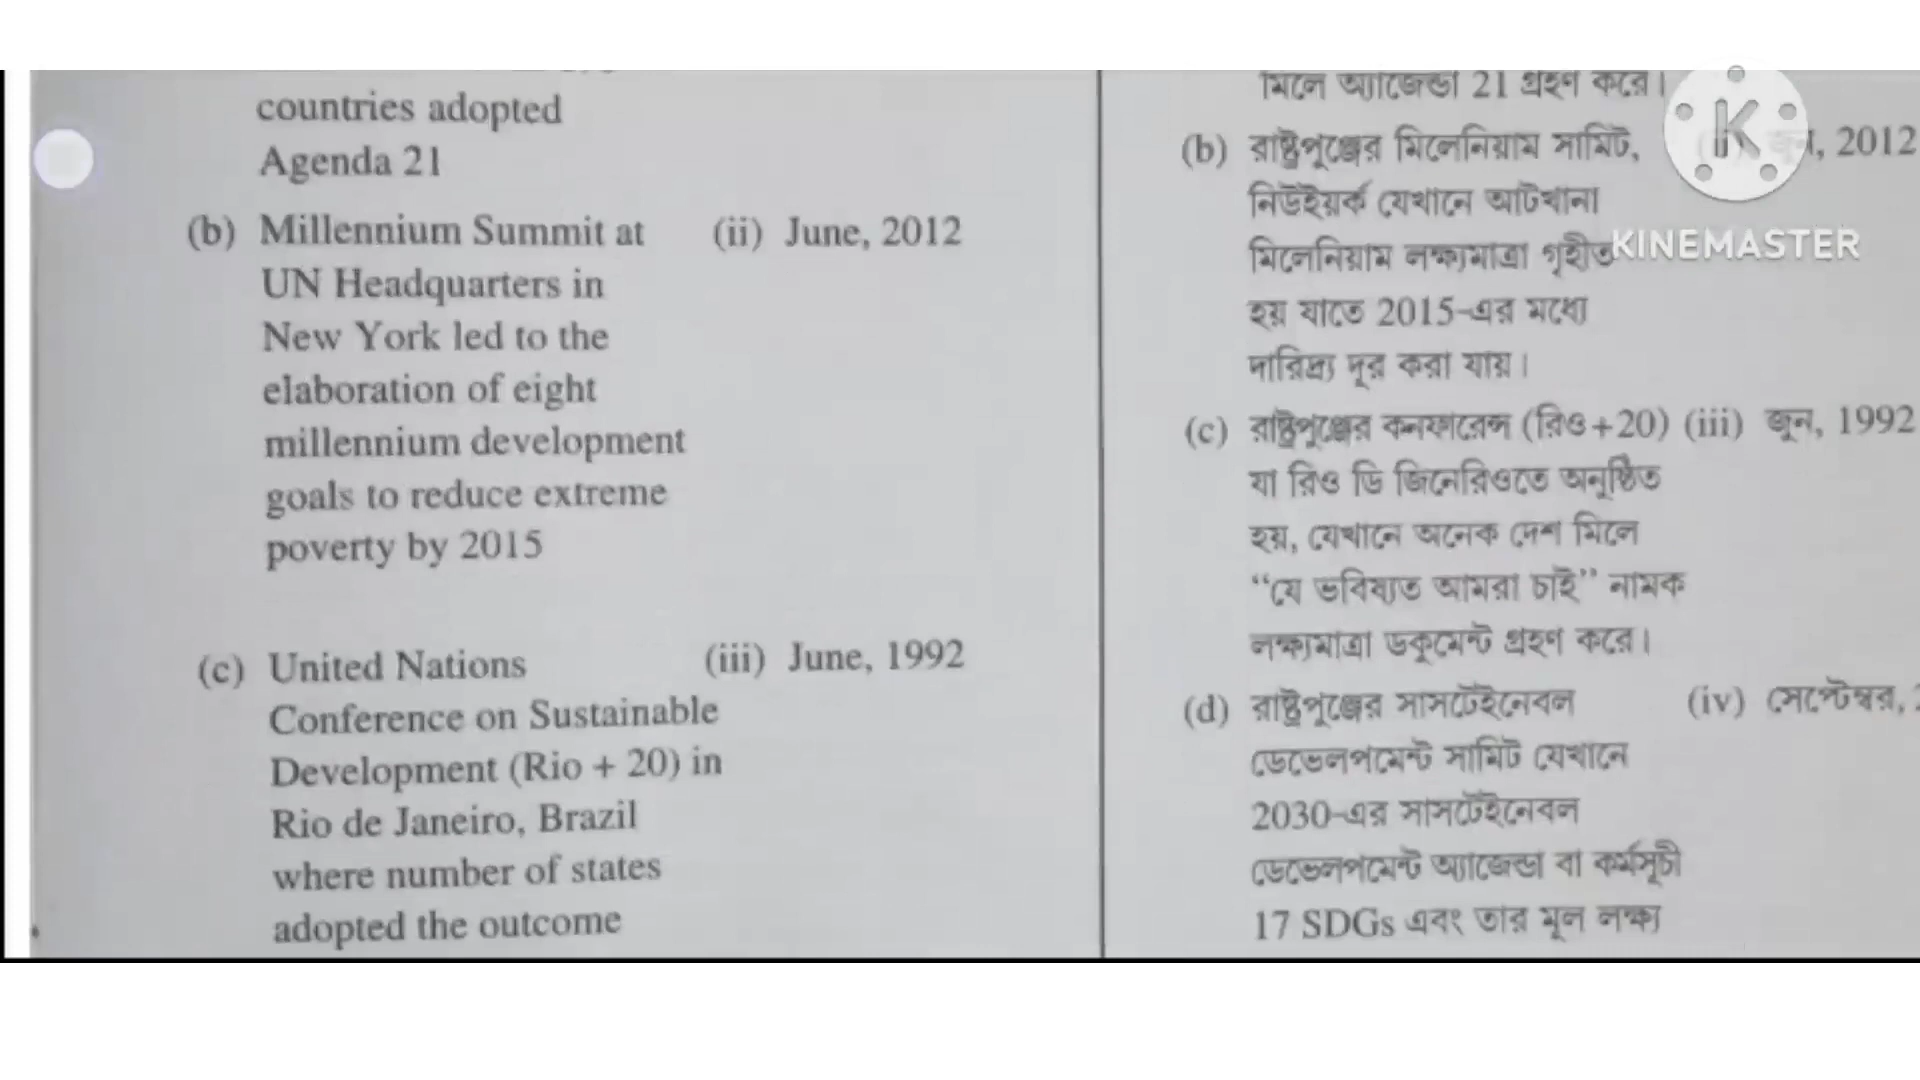 countries adopted
Agenda 21
(b) Millennium Summit at (ii) June, 2012
UN Headquarters in
New York led to the
elaboration of eight
millennium development
goals to reduce extreme
poverty by 2015
(c) United Nations (iii) June, 1992
Conference on Sustainable
Development (Rio + 20) in
Rio de Janeiro, Brazil
where number of states
adopted the outcome
মিলে অ্যাজেন্ডা 21 গ্রহণ করে।
(b) রাষ্ট্রপুঞ্জের মিলেনিয়াম সামিট, 2012
নিউইয়র্ক যেখানে আটখানা
মিলেনিয়াম লক্ষ্যমাত্রা গৃহীত
হয় যাতে 2015-এর মধ্যে
দারিদ্র্য দূর করা যায়।
(c) রাষ্ট্রপুঞ্জের কনফারেন্স (রিও+20) (iii) জুন, 1992
যা রিও ডি জিনেরিওতে অনুষ্ঠিত
হয়, যেখানে অনেক দেশ মিলে
“যে ভবিষ্যত আমরা চাই” নামক
লক্ষ্যমাত্রা ডকুমেন্ট গ্রহণ করে।
(d) রাষ্ট্রপুঞ্জের সাসটেইনেবল (iv) সেপ্টেম্বর,
ডেভেলপমেন্ট সামিট যেখানে
2030-এর সাসটেইনেবল
ডেভেলপমেন্ট অ্যাজেন্ডা বা কর্মসূচী
17 SDGs এবং তার মূল লক্ষ্য
K
KINEMASTER